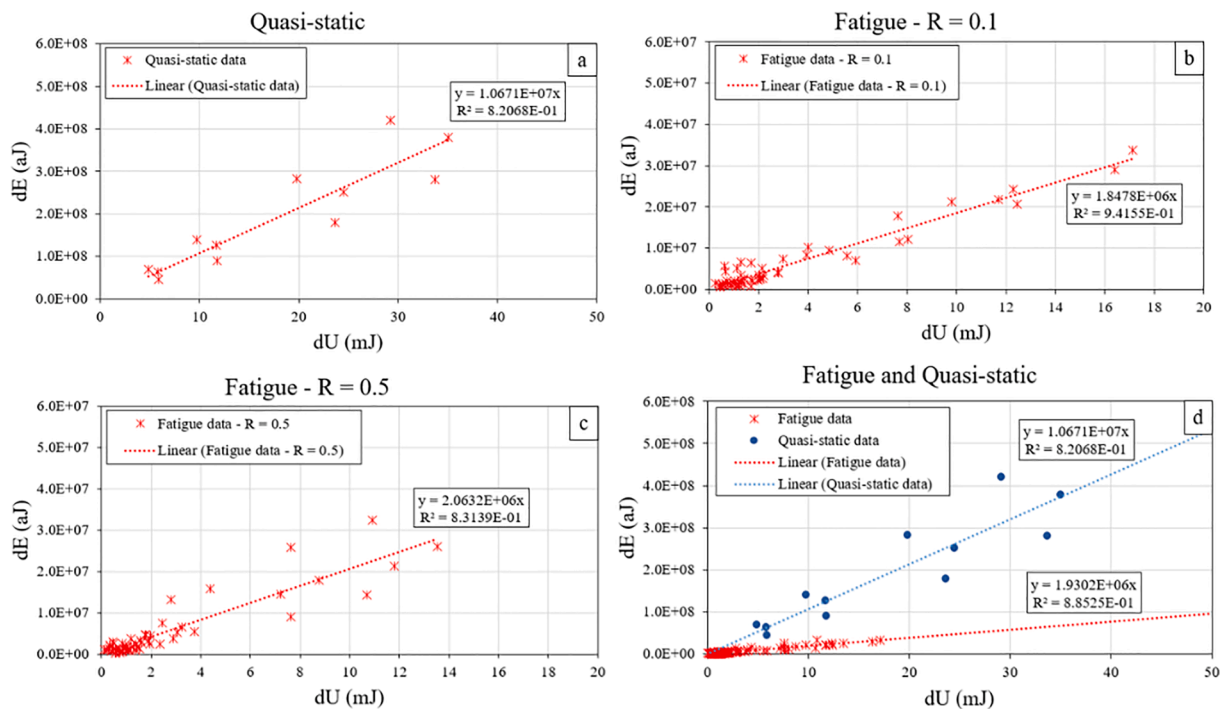 Quasi-static
a
Quasi-static data
Linear (Quasi-static data)
y = 1.0671E+07x
R² = 8.2068E-01
6.0E+08
5.0E+08
4.0E+08
3.0E+08
2.0E+08
1.0E+08
0.0E+00
dE (aJ)
0 10 20 30 40 50
dU (mJ)
Fatigue - R = 0.1
b
Fatigue data - R = 0.1
Linear (Fatigue data - R = 0.1)
y = 1.8478E+06x
R² = 9.4155E-01
6.0E+07
5.0E+07
4.0E+07
3.0E+07
2.0E+07
1.0E+07
0.0E+00
dE (aJ)
0 2 4 6 8 10 12 14 16 18 20
dU (mJ)
Fatigue - R = 0.5
c
Fatigue data - R = 0.5
Linear (Fatigue data - R = 0.5)
y = 2.0632E+06x
R² = 8.3139E-01
6.0E+07
5.0E+07
4.0E+07
3.0E+07
2.0E+07
1.0E+07
0.0E+00
dE (aJ)
0 2 4 6 8 10 12 14 16 18 20
dU (mJ)
Fatigue and Quasi-static
d
Fatigue data
Quasi-static data
Linear (Fatigue data)
Linear (Quasi-static data)
y = 1.0671E+07x
R² = 8.2068E-01
y = 1.9302E+06x
R² = 8.8525E-01
6.0E+08
5.0E+08
4.0E+08
3.0E+08
2.0E+08
1.0E+08
0.0E+00
dE (aJ)
0 10 20 30 40 50
dU (mJ)